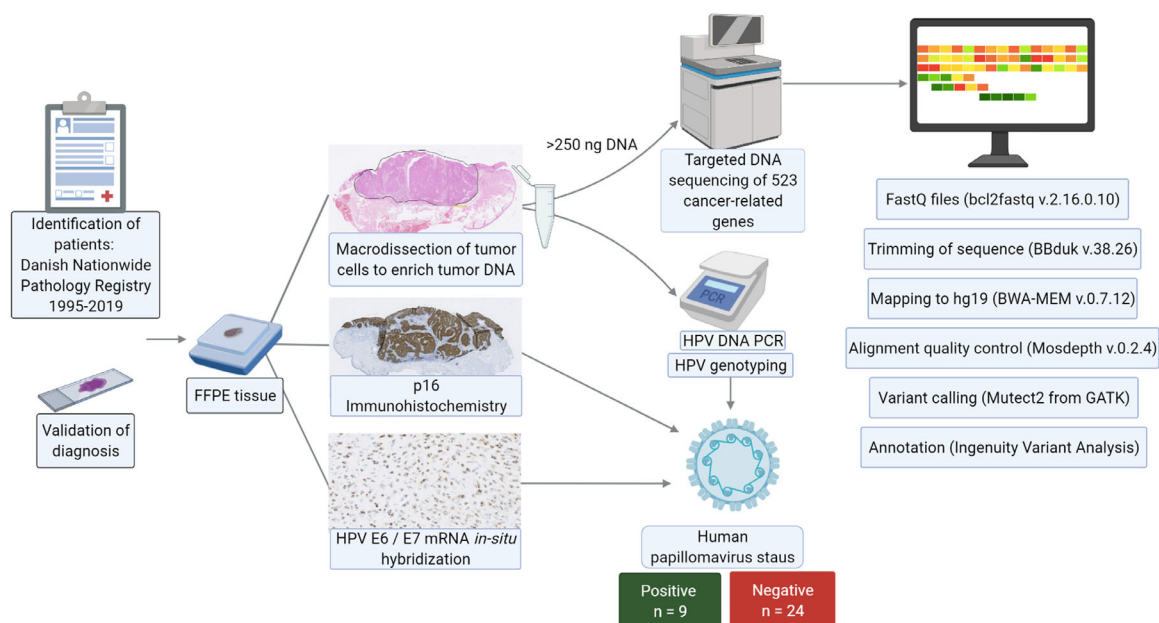 Identification of
patients:
Danish Nationwide
Pathology Registry
1995-2019
Validation of
diagnosis
FFPE tissue
Macrodissection of tumor
cells to enrich tumor DNA
p16
Immunohistochemistry
HPV E6 / E7 mRNA in-situ
hybridization
>250 ng DNA
Targeted DNA
sequencing of 523
cancer-related
genes
PCR
HPV DNA PCR
HPV genotyping
Human
papillomavirus staus
Positive
n = 9
Negative
n = 24
FastQ files (bcl2fastq v.2.16.0.10)
Trimming of sequence (BBduk v.38.26)
Mapping to hg19 (BWA-MEM v.0.7.12)
Alignment quality control (Mosdepth v.0.2.4)
Variant calling (Mutect2 from GATK)
Annotation (Ingenuity Variant Analysis)